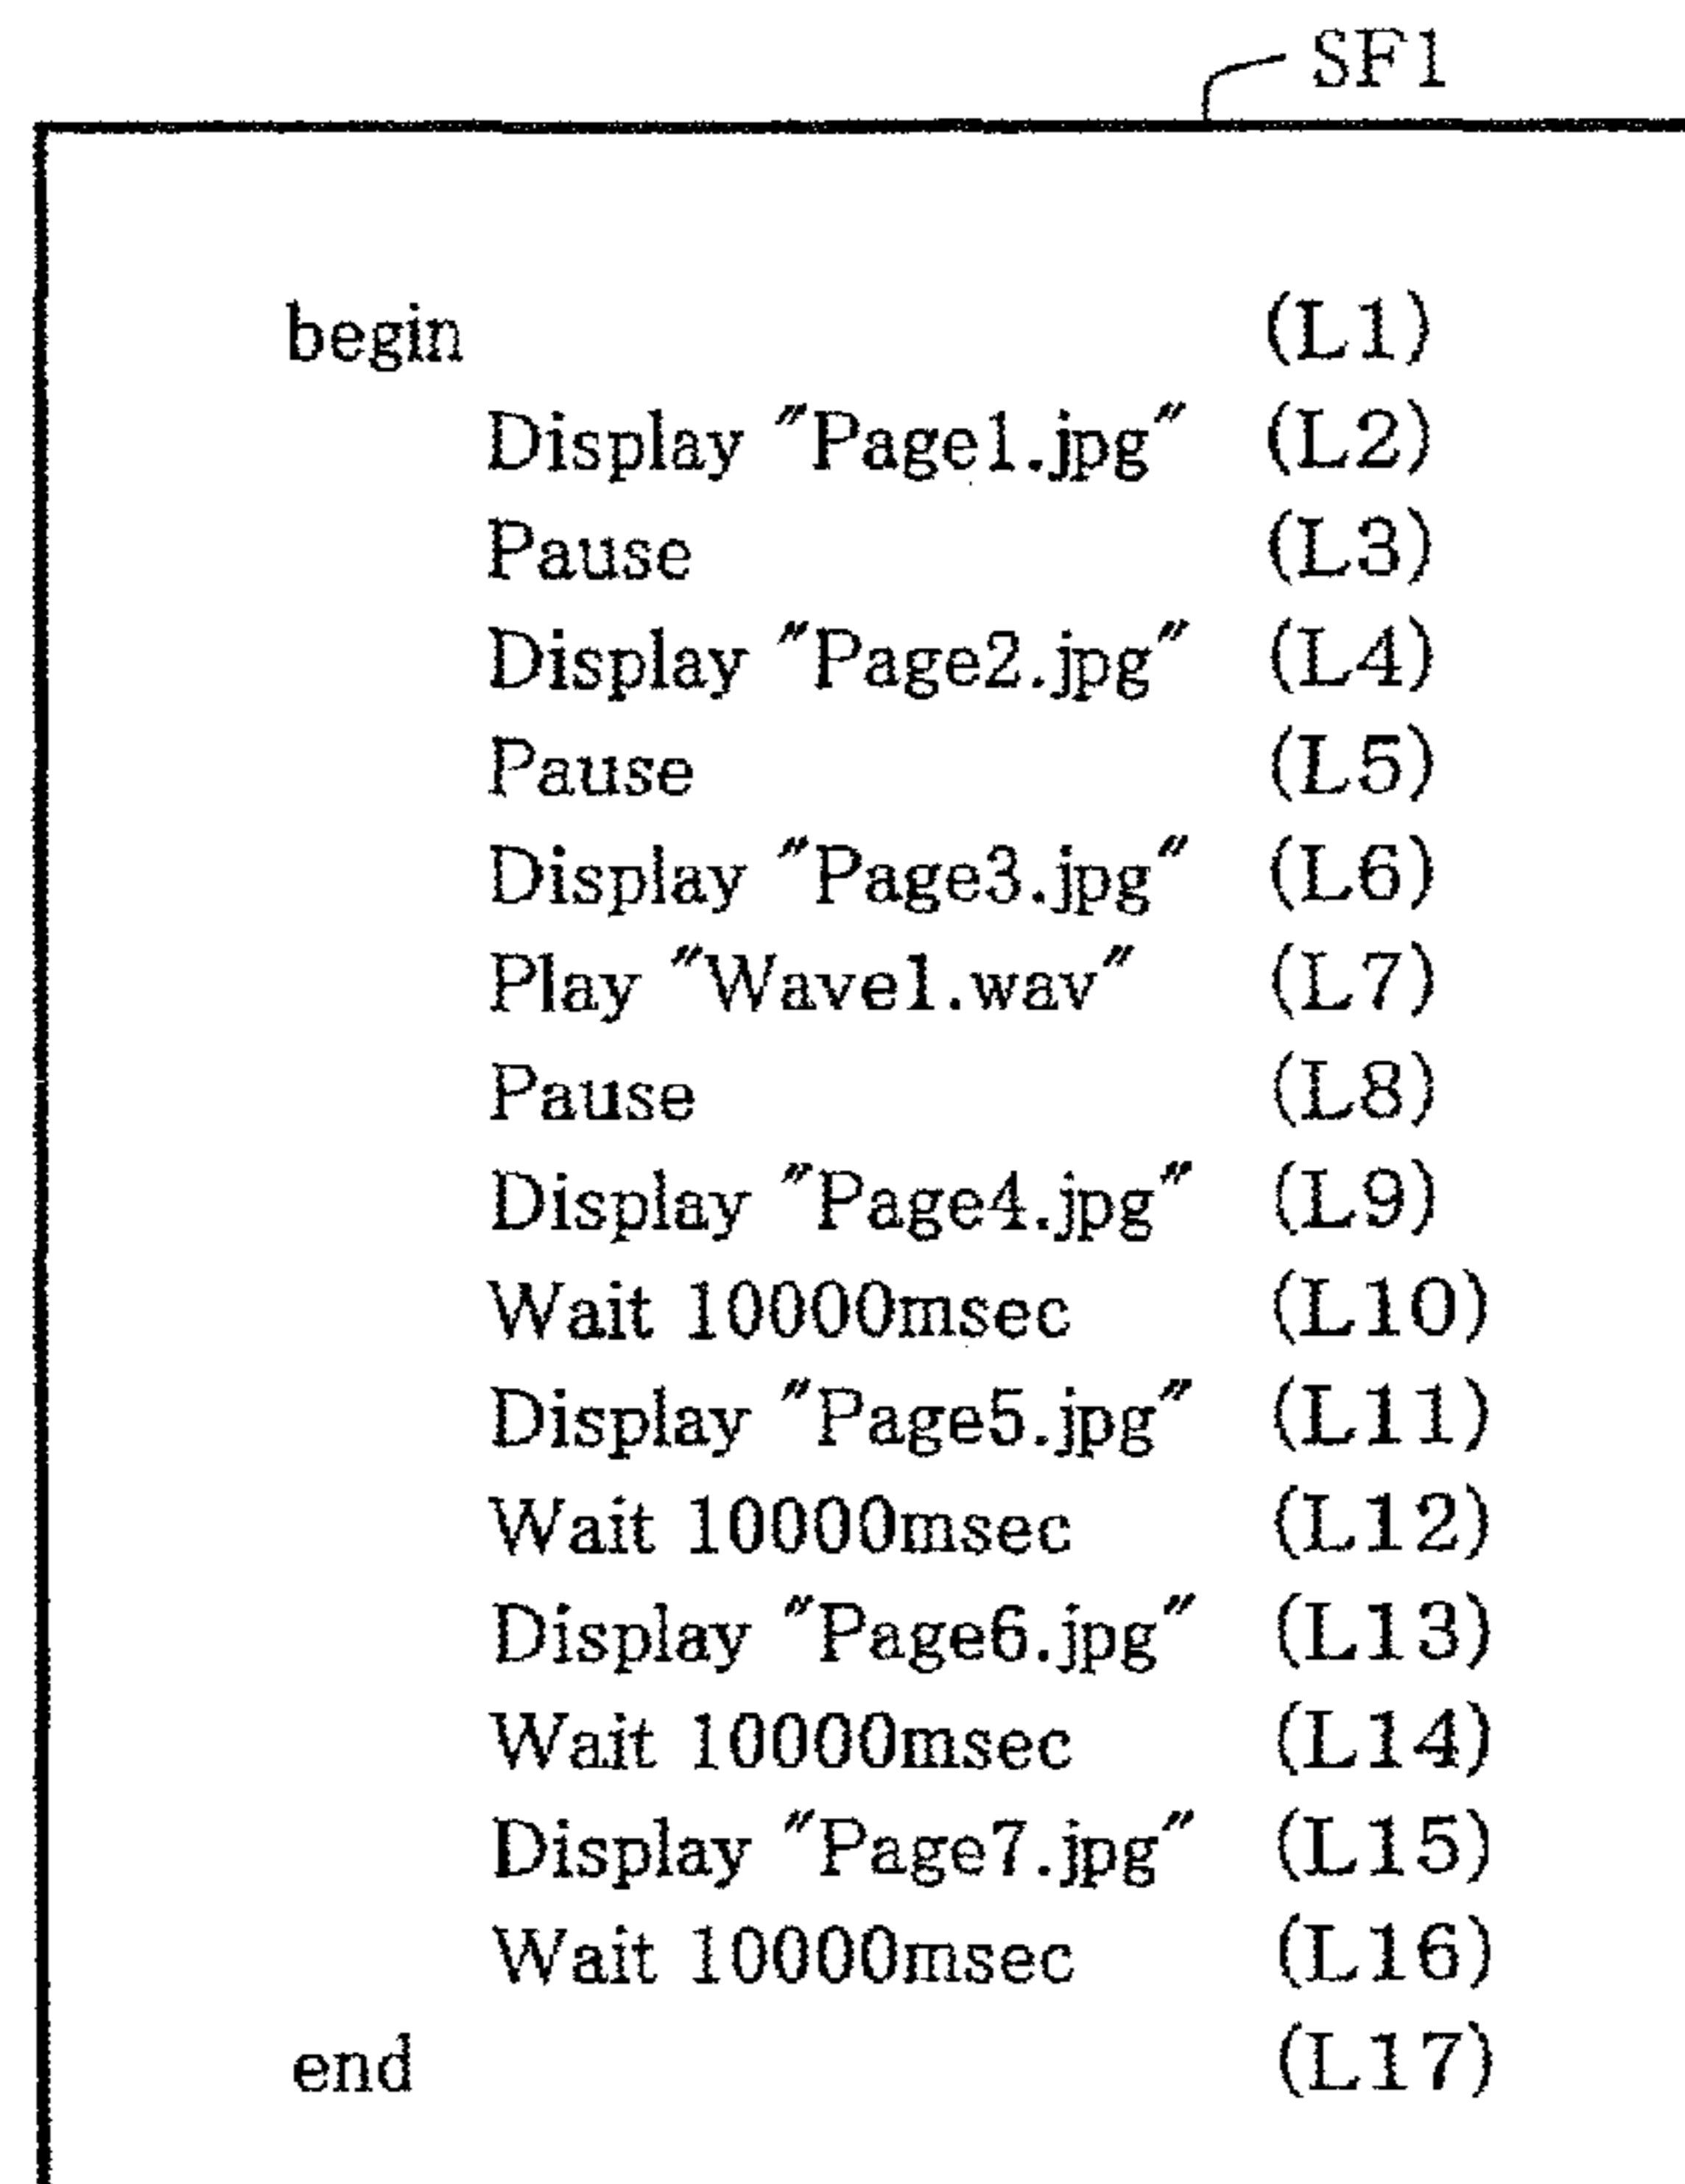 SF1
begin (L1)
Display "Page1.jpg" (L2)
Pause (L3)
Display "Page2.jpg" (L4)
Pause (L5)
Display "Page3.jpg" (L6)
Play "Wave1.wav" (L7)
Pause (L8)
Display "Page4.jpg" (L9)
Wait 10000msec (L10)
Display "Page5.jpg" (L11)
Wait 10000msec (L12)
Display "Page6.jpg" (L13)
Wait 10000msec (L14)
Display "Page7.jpg" (L15)
Wait 10000msec (L16)
end (L17)